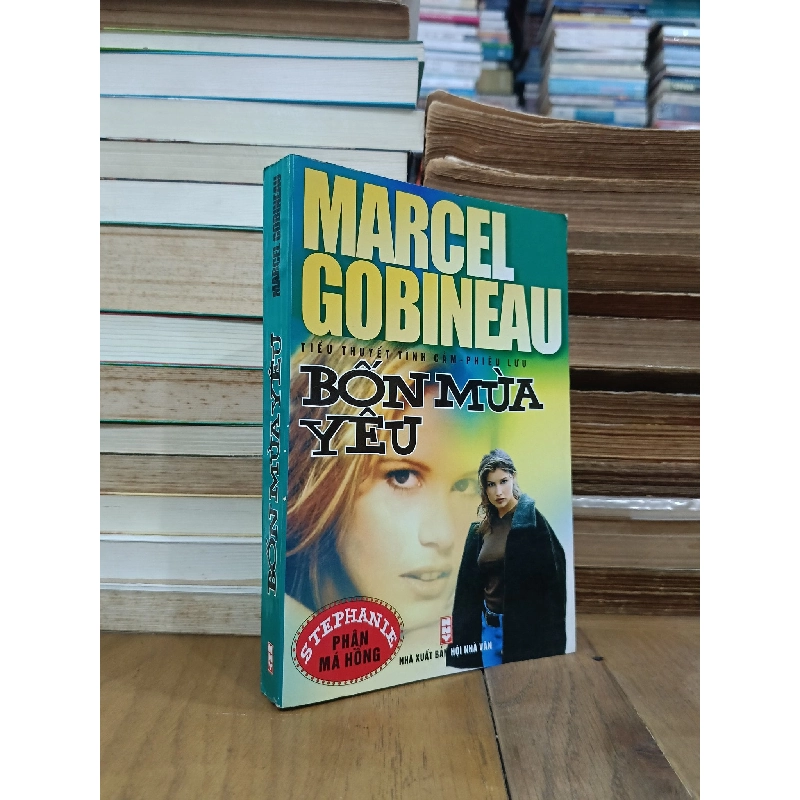 MARCEL
GOBINEAU
TIỂU THUYẾT TÌNH CẢM - PHIÊU LƯU
BỐN MÙA
YÊU
STEPHANIE
PHẬN
MÁ HỒNG
NHÀ XUẤT BẢN HỘI NHÀ VĂN
MARCEL GOBINEAU
BỐN MÙA YÊU